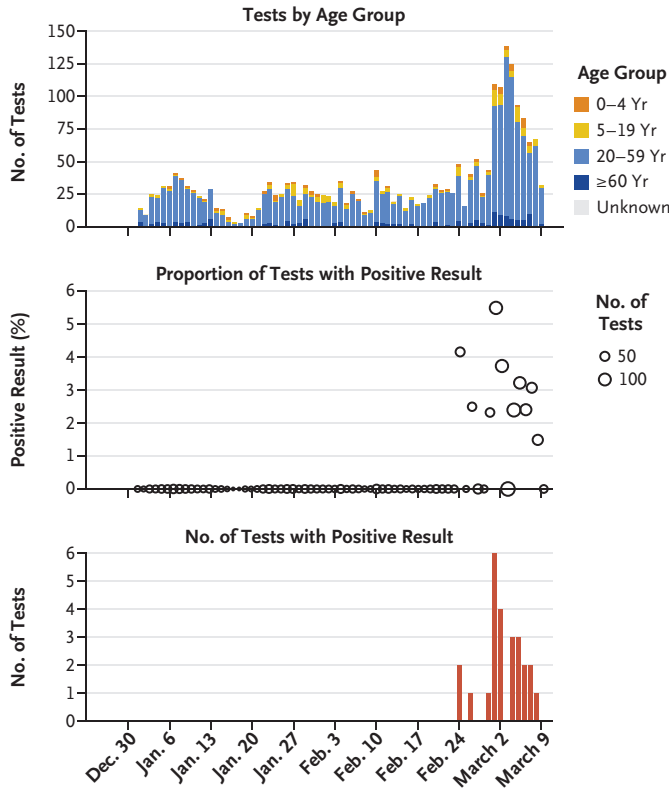 Tests by Age Group
No. of Tests
150
125
100
75
50
25
0
Age Group
0–4 Yr
5–19 Yr
20–59 Yr
≥60 Yr
Unknown
Proportion of Tests with Positive Result
Positive Result (%)
6
5
4
3
2
1
0
No. of
Tests
50
100
No. of Tests with Positive Result
No. of Tests
6
5
4
3
2
1
0
Dec. 30
Jan. 6
Jan. 13
Jan. 20
Jan. 27
Feb. 3
Feb. 10
Feb. 17
Feb. 24
March 2
March 9